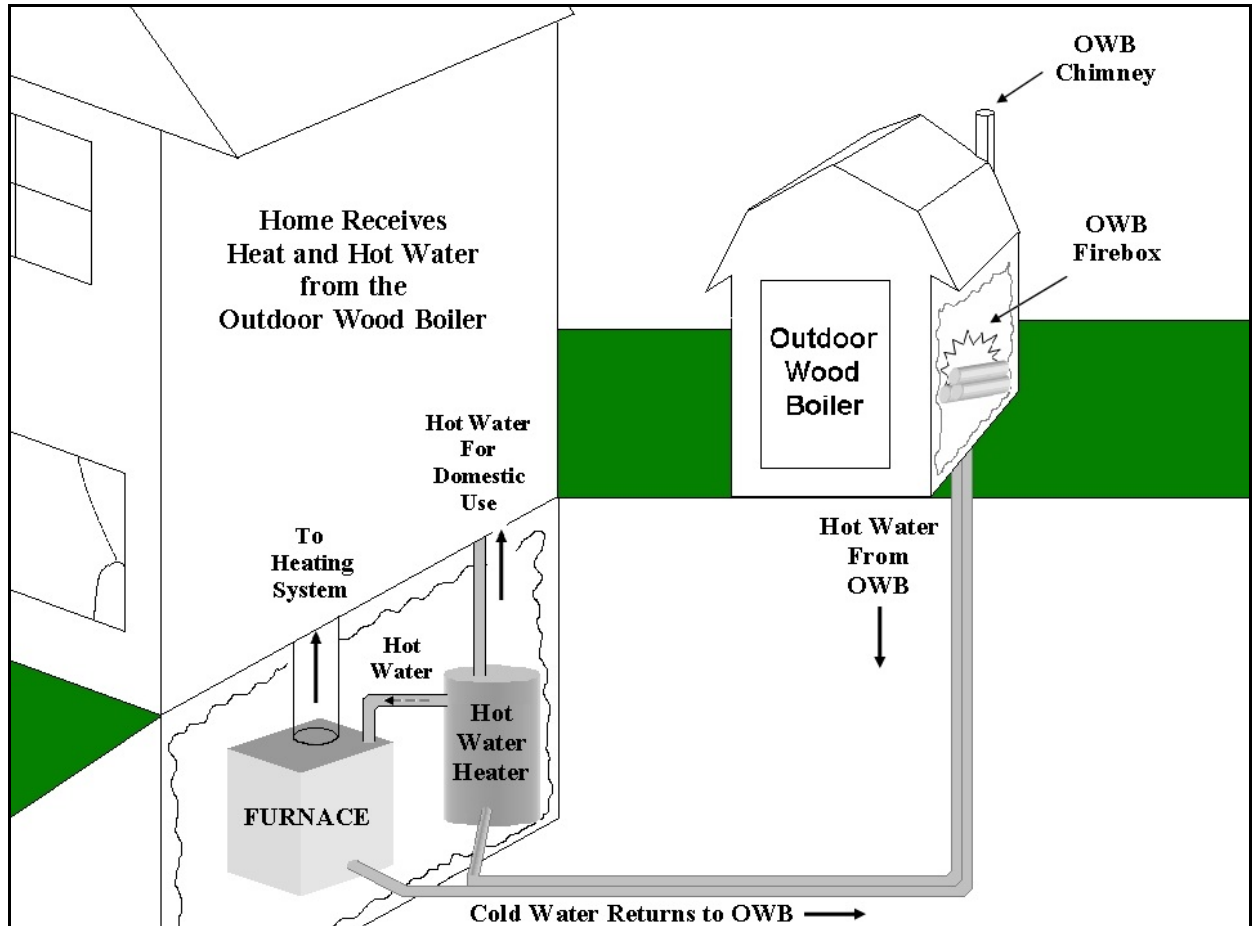 OWB
Chimney
Home Receives
Heat and Hot Water
from the
Outdoor Wood Boiler
OWB
Firebox
Outdoor
Wood
Boiler
Hot Water
For
Domestic
Use
To
Heating
System
Hot Water
From
OWB
Hot
Water
Hot
Water
Heater
FURNACE
Cold Water Returns to OWB